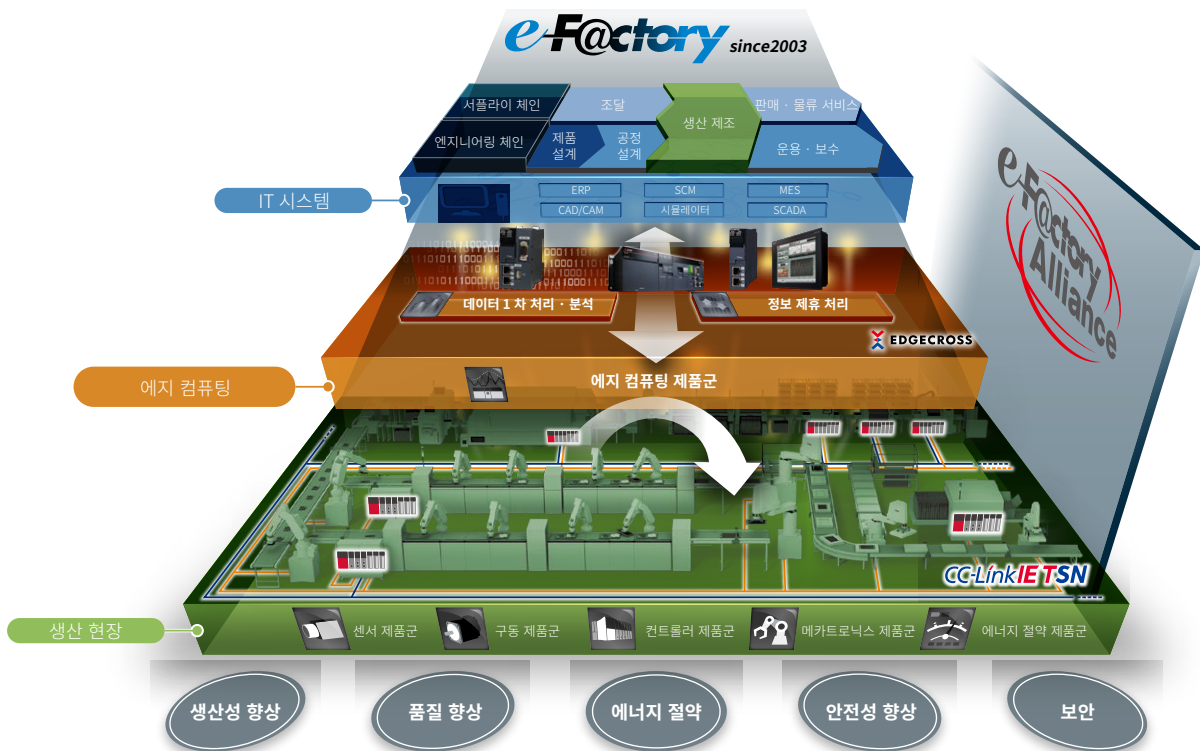 e-F@ctory since2003
서플라이 체인
조달
생산 제조
판매 · 물류 서비스
엔지니어링 체인
제품
설계
공정
설계
운용 · 보수
IT 시스템
ERP
SCM
MES
CAD/CAM
시뮬레이터
SCADA
e-F@ctory
Alliance
데이터 1 차 처리 · 분석
정보 제휴 처리
EDGECROSS
에지 컴퓨팅
에지 컴퓨팅 제품군
CC-Link IE TSN
생산 현장
센서 제품군
구동 제품군
컨트롤러 제품군
메카트로닉스 제품군
에너지 절약 제품군
생산성 향상
품질 향상
에너지 절약
안전성 향상
보안